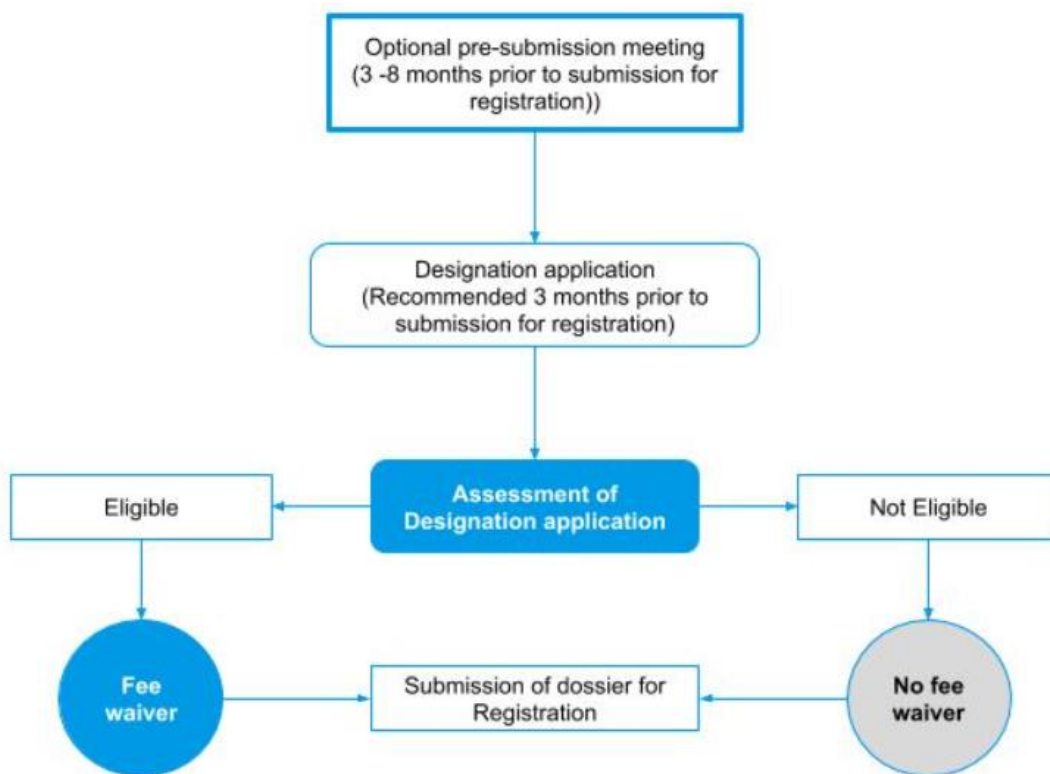 Optional pre-submission meeting
(3 -8 months prior to submission for
registration))
Designation application
(Recommended 3 months prior to
submission for registration)
Eligible
Assessment of
Designation application
Not Eligible
Fee
waiver
Submission of dossier for
Registration
No fee
waiver